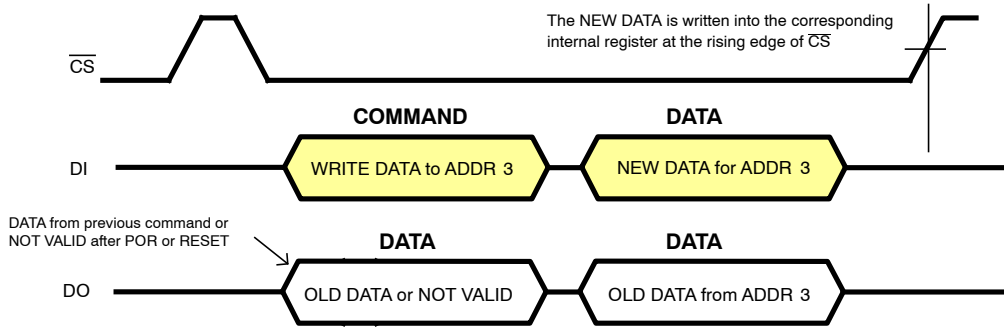 The NEW DATA is written into the corresponding
internal register at the rising edge of C̅S̅
C̅S̅
COMMAND
DATA
DI
WRITE DATA to ADDR 3
NEW DATA for ADDR 3
DATA from previous command or
NOT VALID after POR or RESET
DATA
DATA
DO
OLD DATA or NOT VALID
OLD DATA from ADDR 3